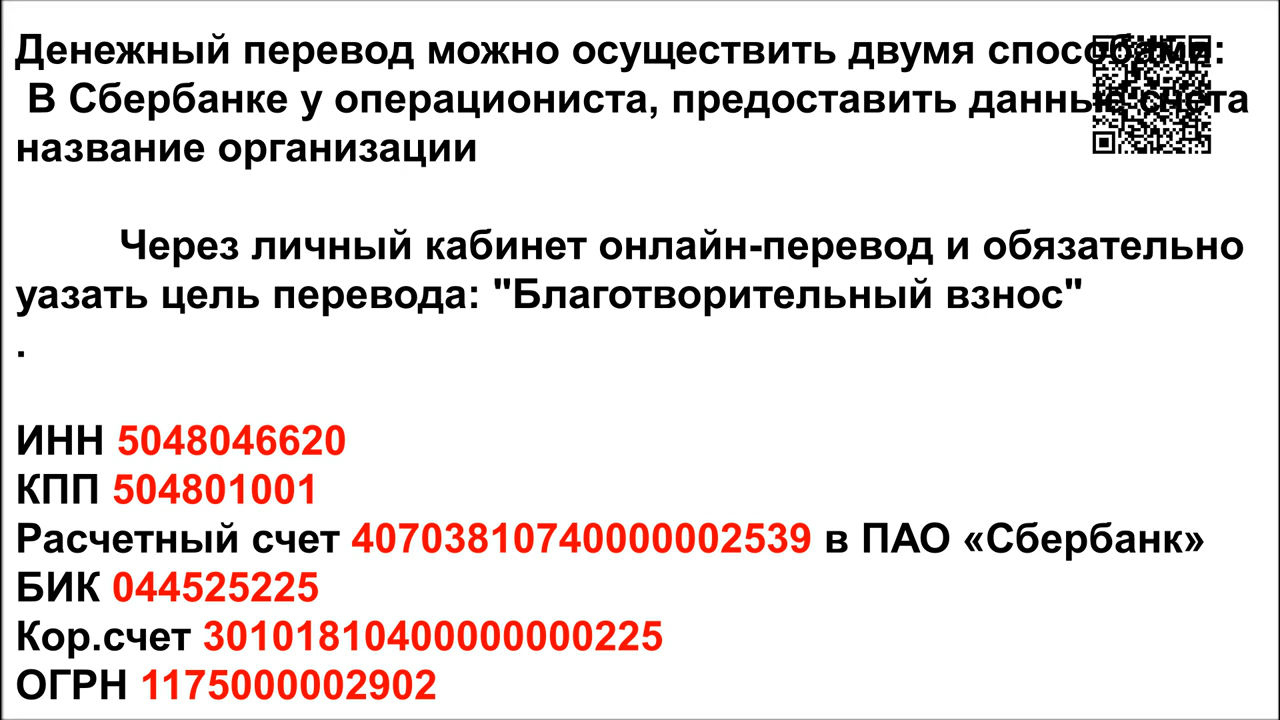 Денежный перевод можно осуществить двумя способами:
В Сбербанке у операциониста, предоставить данные счета
название организации
Через личный кабинет онлайн-перевод и обязательно
уазать цель перевода: "Благотворительный взнос"
.
ИНН 5048046620
КПП 504801001
Расчетный счет 40703810740000002539 в ПАО «Сбербанк»
БИК 044525225
Кор.счет 30101810400000000225
ОГРН 1175000002902